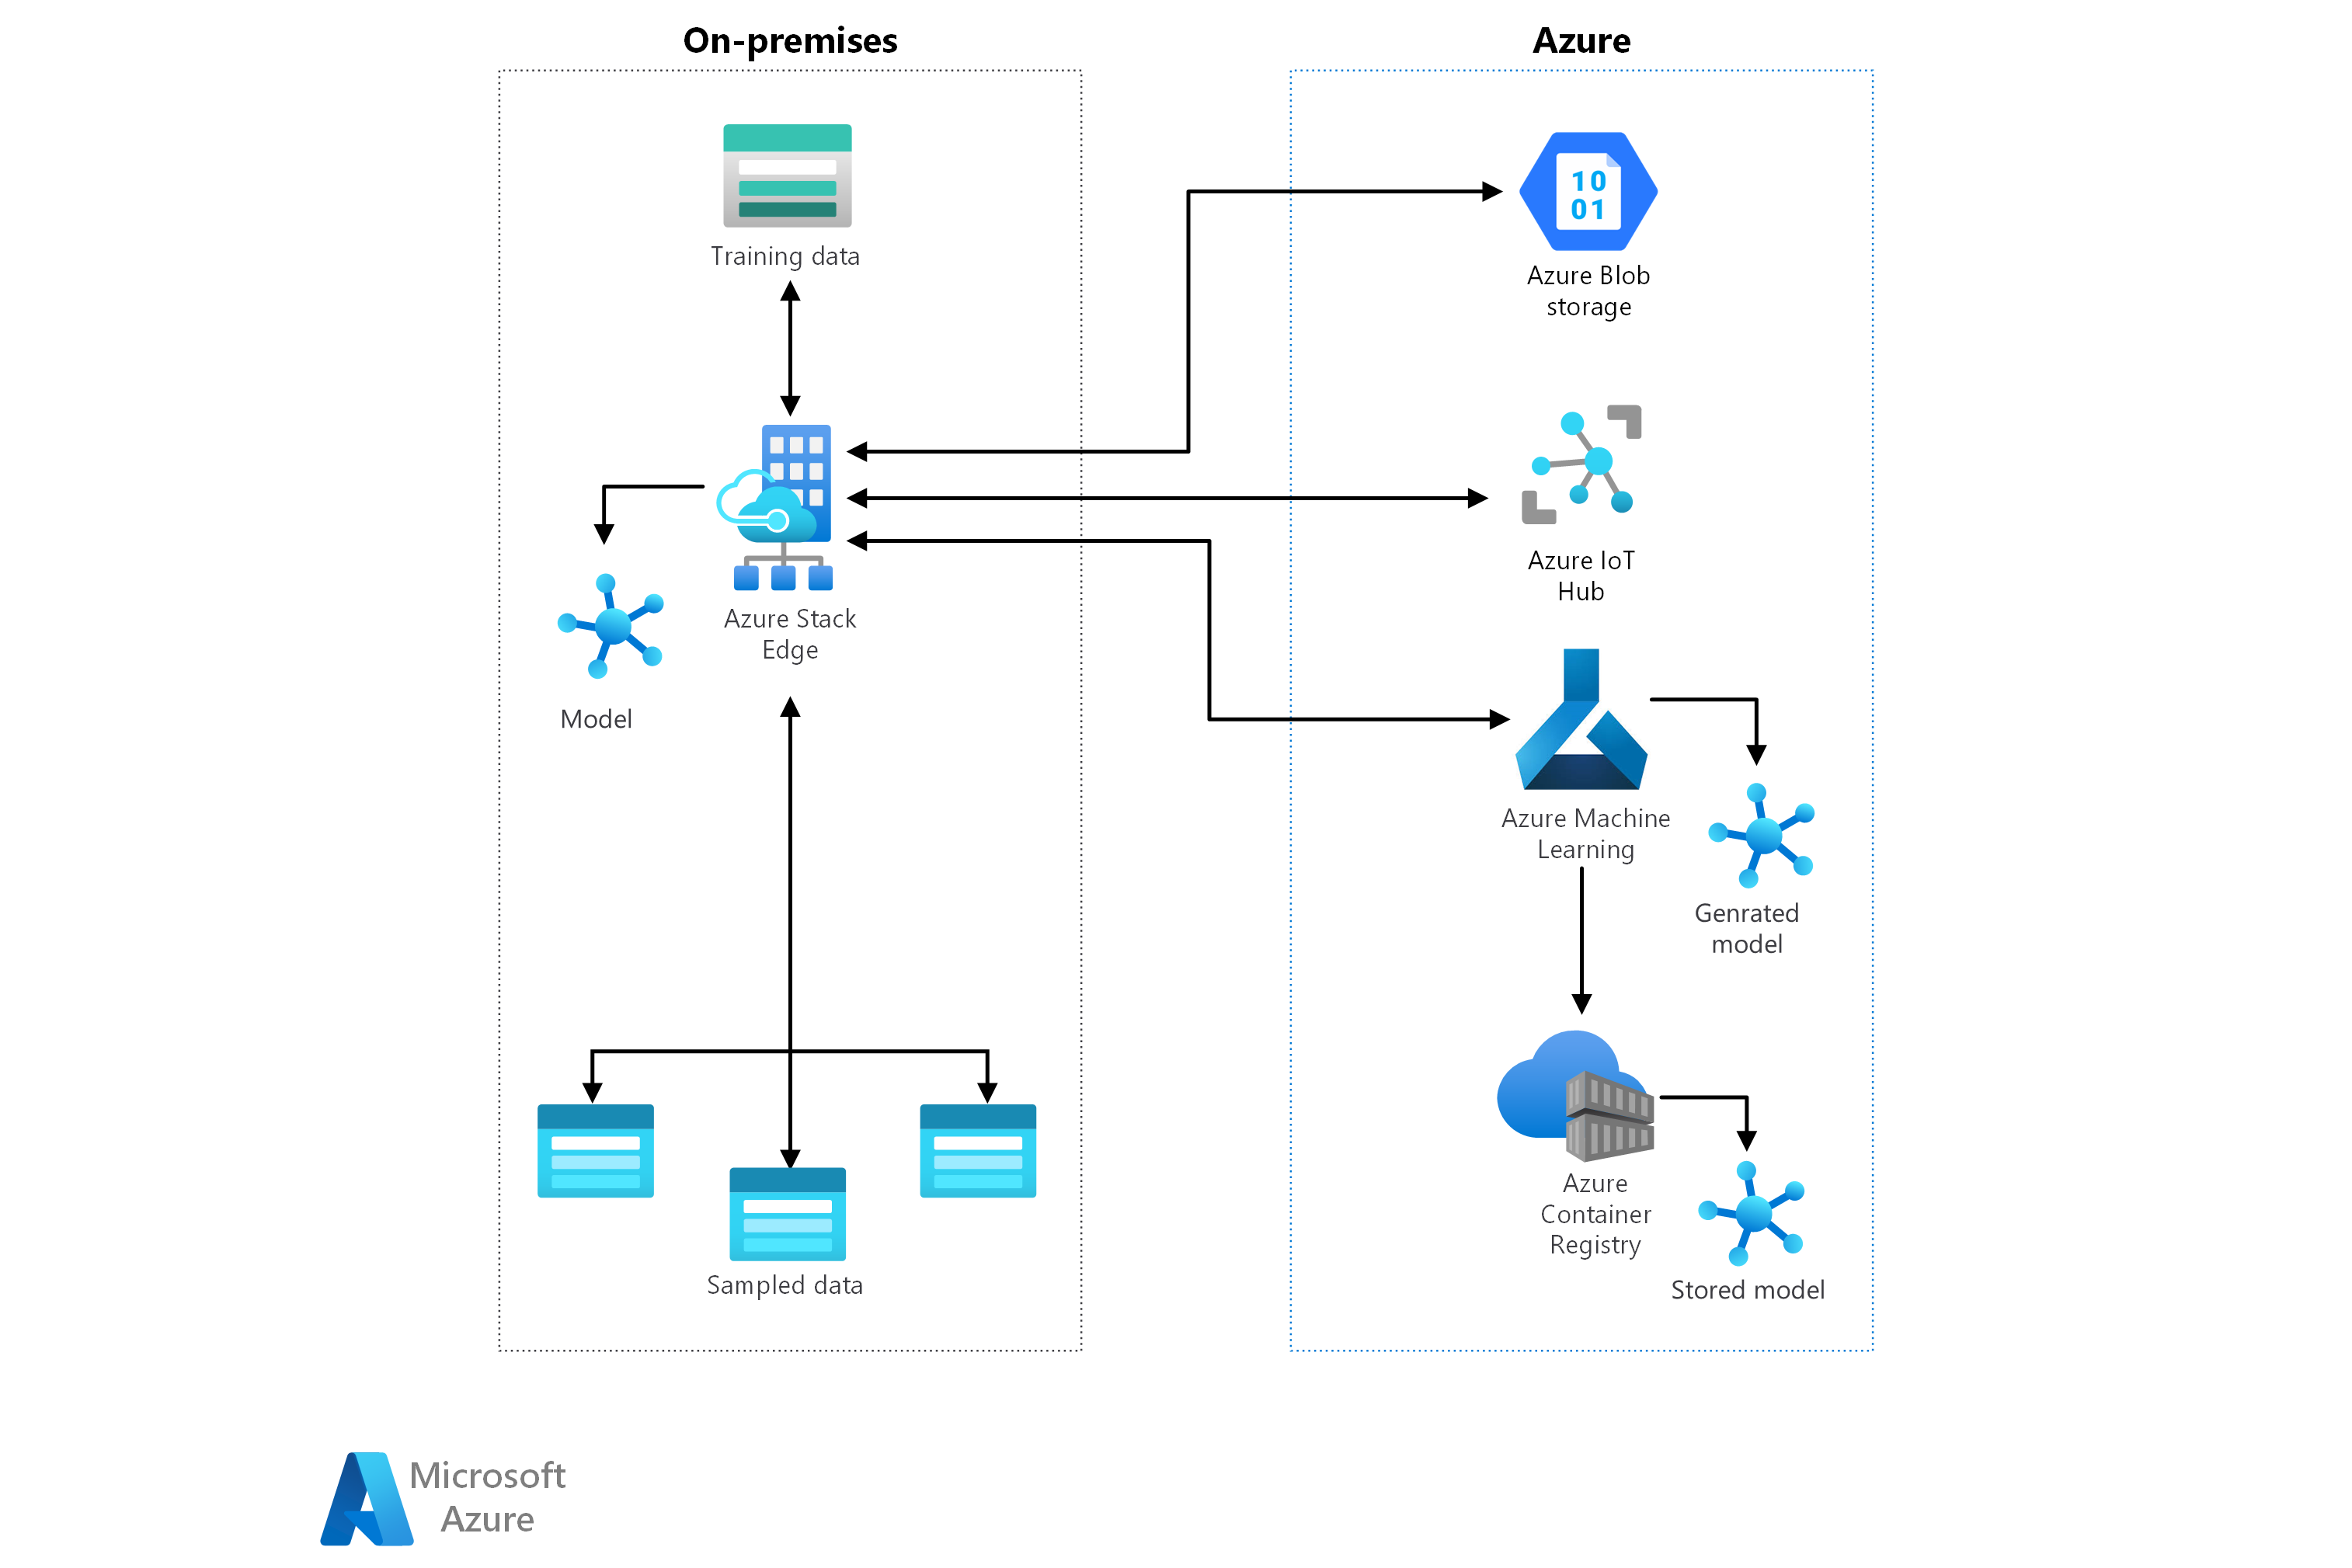 On-premises
Training data
Azure Stack
Edge
Model
Sampled data
Azure
10
01
Azure Blob
storage
Azure IoT
Hub
Azure Machine
Learning
Genrated
model
Azure
Container
Registry
Stored model
Microsoft
Azure